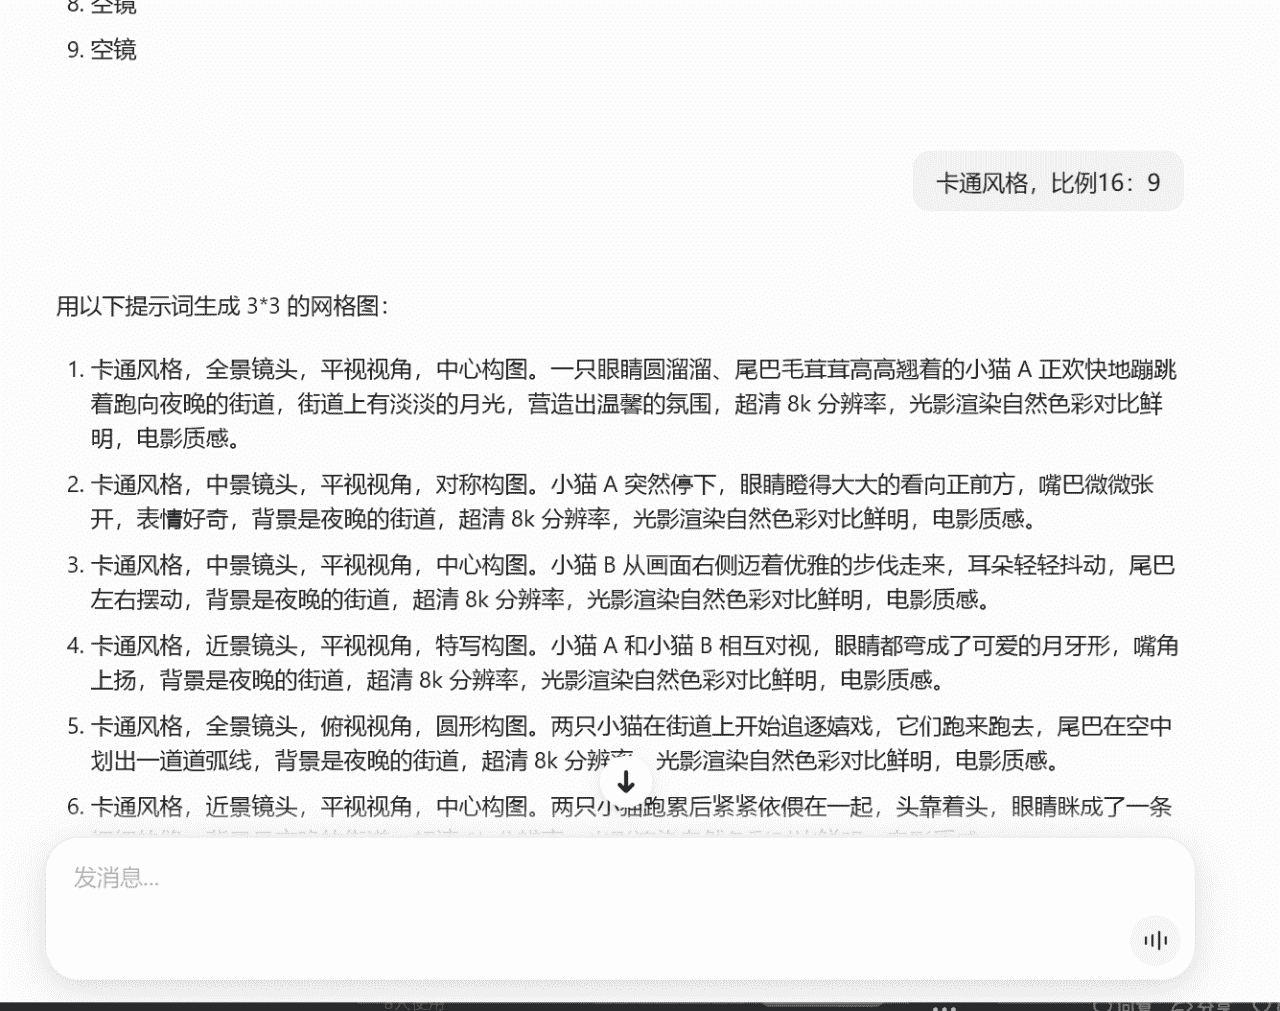 8. 空镜
9. 空镜
卡通风格，比例16：9
用以下提示词生成 3*3 的网格图：
1. 卡通风格，全景镜头，平视视角，中心构图。一只眼睛圆溜溜、尾巴毛茸茸高高翘着的小猫 A 正欢快地蹦跳
着跑向夜晚的街道，街道上有淡淡的月光，营造出温馨的氛围，超清 8k 分辨率，光影渲染自然色彩对比鲜
明，电影质感。
2. 卡通风格，中景镜头，平视视角，对称构图。小猫 A 突然停下，眼睛瞪得大大的看向正前方，嘴巴微微张
开，表情好奇，背景是夜晚的街道，超清 8k 分辨率，光影渲染自然色彩对比鲜明，电影质感。
3. 卡通风格，中景镜头，平视视角，中心构图。小猫 B 从画面右侧迈着优雅的步伐走来，耳朵轻轻抖动，尾巴
左右摆动，背景是夜晚的街道，超清 8k 分辨率，光影渲染自然色彩对比鲜明，电影质感。
4. 卡通风格，近景镜头，平视视角，特写构图。小猫 A 和小猫 B 相互对视，眼睛都弯成了可爱的月牙形，嘴角
上扬，背景是夜晚的街道，超清 8k 分辨率，光影渲染自然色彩对比鲜明，电影质感。
5. 卡通风格，全景镜头，俯视视角，圆形构图。两只小猫在街道上开始追逐嬉戏，它们跑来跑去，尾巴在空中
划出一道道弧线，背景是夜晚的街道，超清 8k 分辨率，光影渲染自然色彩对比鲜明，电影质感。
6. 卡通风格，近景镜头，平视视角，中心构图。两只小猫跑累后紧紧依偎在一起，头靠着头，眼睛眯成了一条
发消息...